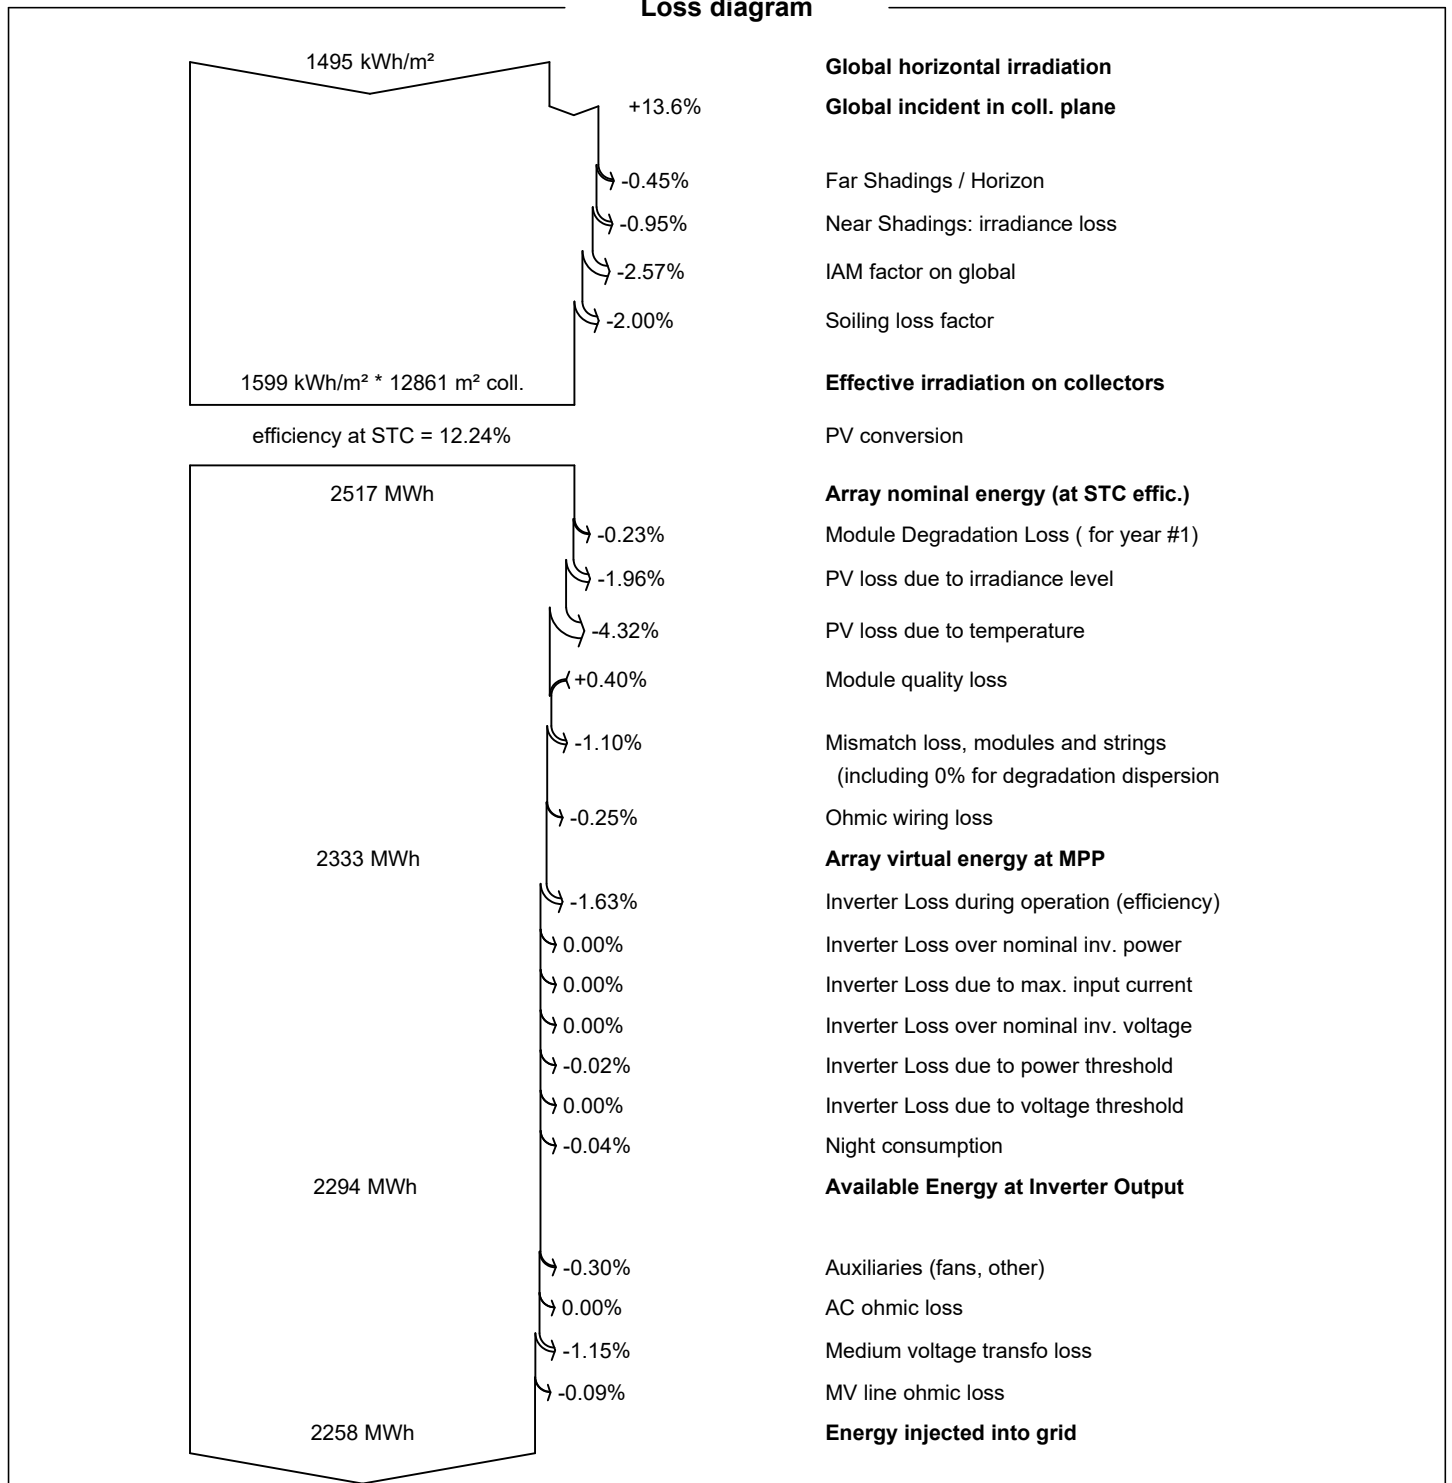 Loss diagram
1495 kWh/m² Global horizontal irradiation
+13.6% Global incident in coll. plane
-0.45% Far Shadings / Horizon
-0.95% Near Shadings: irradiance loss
-2.57% IAM factor on global
-2.00% Soiling loss factor
1599 kWh/m² * 12861 m² coll. Effective irradiation on collectors
efficiency at STC = 12.24% PV conversion
2517 MWh Array nominal energy (at STC effic.)
-0.23% Module Degradation Loss ( for year #1)
-1.96% PV loss due to irradiance level
-4.32% PV loss due to temperature
+0.40% Module quality loss
-1.10% Mismatch loss, modules and strings
(including 0% for degradation dispersion
-0.25% Ohmic wiring loss
2333 MWh Array virtual energy at MPP
-1.63% Inverter Loss during operation (efficiency)
0.00% Inverter Loss over nominal inv. power
0.00% Inverter Loss due to max. input current
0.00% Inverter Loss over nominal inv. voltage
-0.02% Inverter Loss due to power threshold
0.00% Inverter Loss due to voltage threshold
-0.04% Night consumption
2294 MWh Available Energy at Inverter Output
-0.30% Auxiliaries (fans, other)
0.00% AC ohmic loss
-1.15% Medium voltage transfo loss
-0.09% MV line ohmic loss
2258 MWh Energy injected into grid